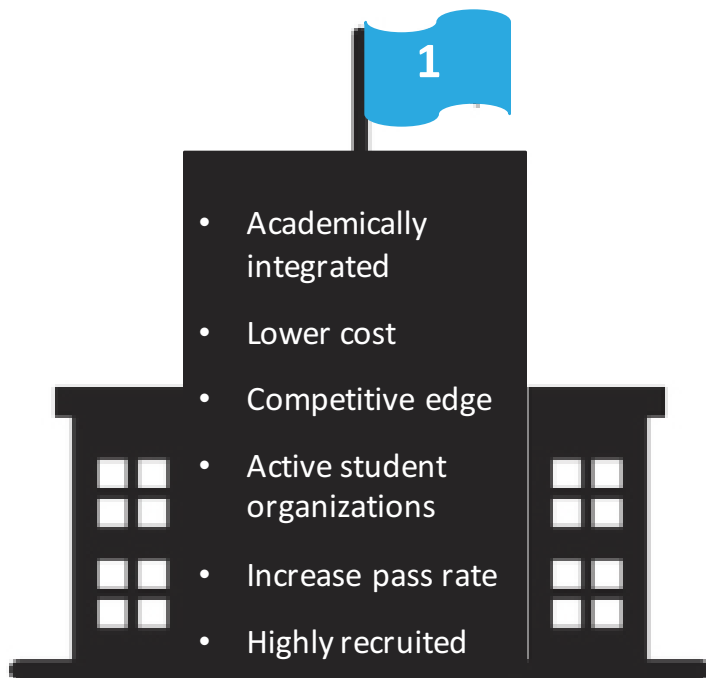 1
• Academically
integrated
• Lower cost
• Competitive edge
• Active student
organizations
• Increase pass rate
• Highly recruited